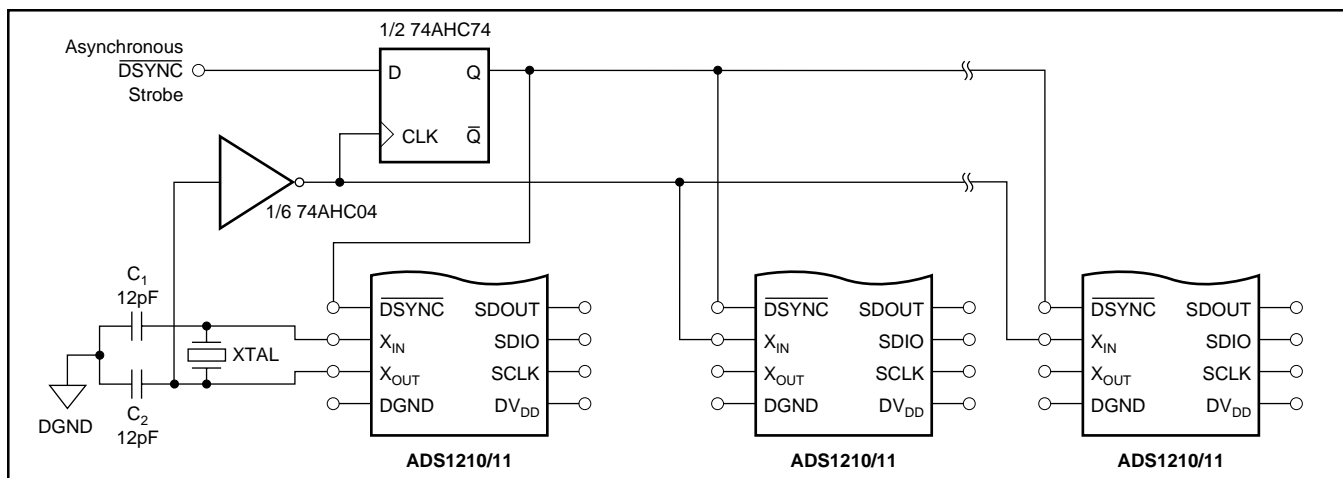 1/2 74AHC74
Asynchronous
DSYNC
Strobe
D Q
CLK Q
1/6 74AHC04
C1
12pF
XTAL
C2
12pF
DGND
DSYNC SDOUT
XIN SDIO
XOUT SCLK
DGND DVDD
ADS1210/11
DSYNC SDOUT
XIN SDIO
XOUT SCLK
DGND DVDD
ADS1210/11
DSYNC SDOUT
XIN SDIO
XOUT SCLK
DGND DVDD
ADS1210/11